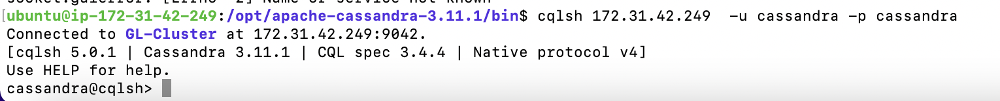 socket.gaierror: [Errno -2] Name or service not known
[ubuntu@ip-172-31-42-249:/opt/apache-cassandra-3.11.1/bin$ cqlsh 172.31.42.249  -u cassandra -p cassandra
Connected to GL-Cluster at 172.31.42.249:9042.
[cqlsh 5.0.1 | Cassandra 3.11.1 | CQL spec 3.4.4 | Native protocol v4]
Use HELP for help.
cassandra@cqlsh>